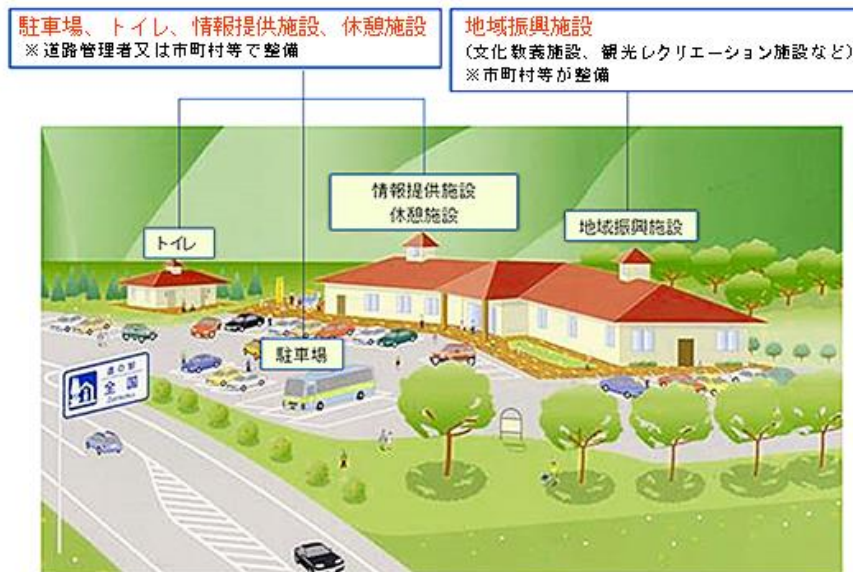 駐車場、トイレ、情報提供施設、休憩施設
※道路管理者又は市町村等で整備
地域振興施設
(文化教養施設、観光レクリエーション施設など)
※市町村等が整備
情報提供施設
休憩施設
トイレ
地域振興施設
駐車場
道の駅
全国